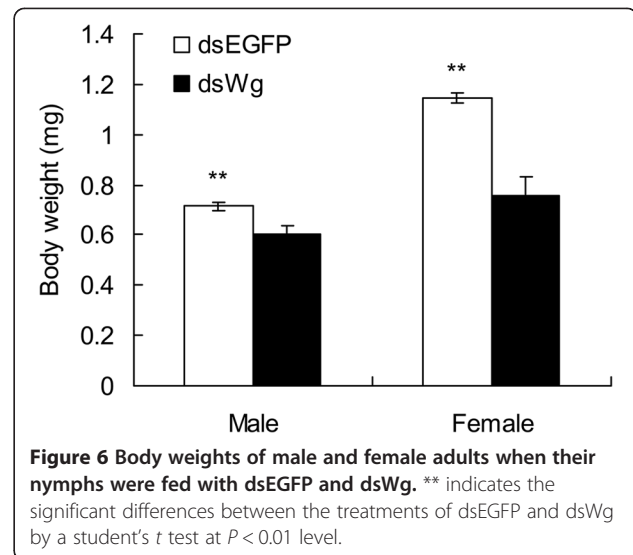 1.4
1.2
1
0.8
0.6
0.4
0.2
0
Body weight (mg)
dsEGFP
dsWg
**
**
Male
Female
Figure 6 Body weights of male and female adults when their
nymphs were fed with dsEGFP and dsWg. ** indicates the
significant differences between the treatments of dsEGFP and dsWg
by a student's t test at P < 0.01 level.